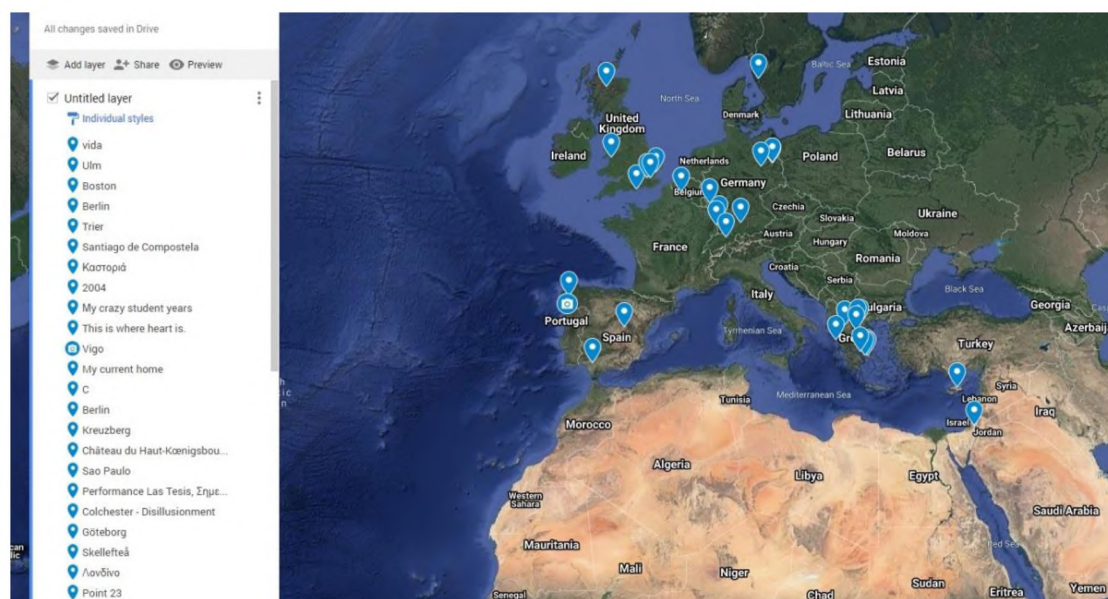 All changes saved in Drive
Add layer Share Preview
Untitled layer
Individual styles
vida
Ulm
Boston
Berlin
Trier
Santiago de Compostela
Καστοριά
2004
My crazy student years
This is where heart is.
Vigo
My current home
C
Berlin
Kreuzberg
Château du Haut-Kœnigsbou...
Sao Paulo
Performance Las Tesis, Σημε...
Colchester - Disillusionment
Göteborg
Skellefteå
Λονδίνο
Point 23
Baltic Sea
Estonia
Latvia
North Sea
Denmark
Lithuania
United
Kingdom
Ireland
Netherlands
Poland
Belarus
Germany
Belgium
Czechia
Slovakia
Ukraine
Austria
Hungary
Moldova
France
Romania
Croatia
Serbia
Italy
Black Sea
Bulgaria
Georgia
Portugal
Spain
Tyrrhenian Sea
Gre
Azerbaij
Turkey
Mediterranean Sea
Syria
Tunisia
Lebanon
Iraq
Israel
Jordan
Morocco
Algeria
Libya
Egypt
Western
Sahara
Saudi Arabia
Mauritania
Red Sea
Mali
Niger
Sudan
Eritrea
Yemen
Senegal
Chad
can
lic